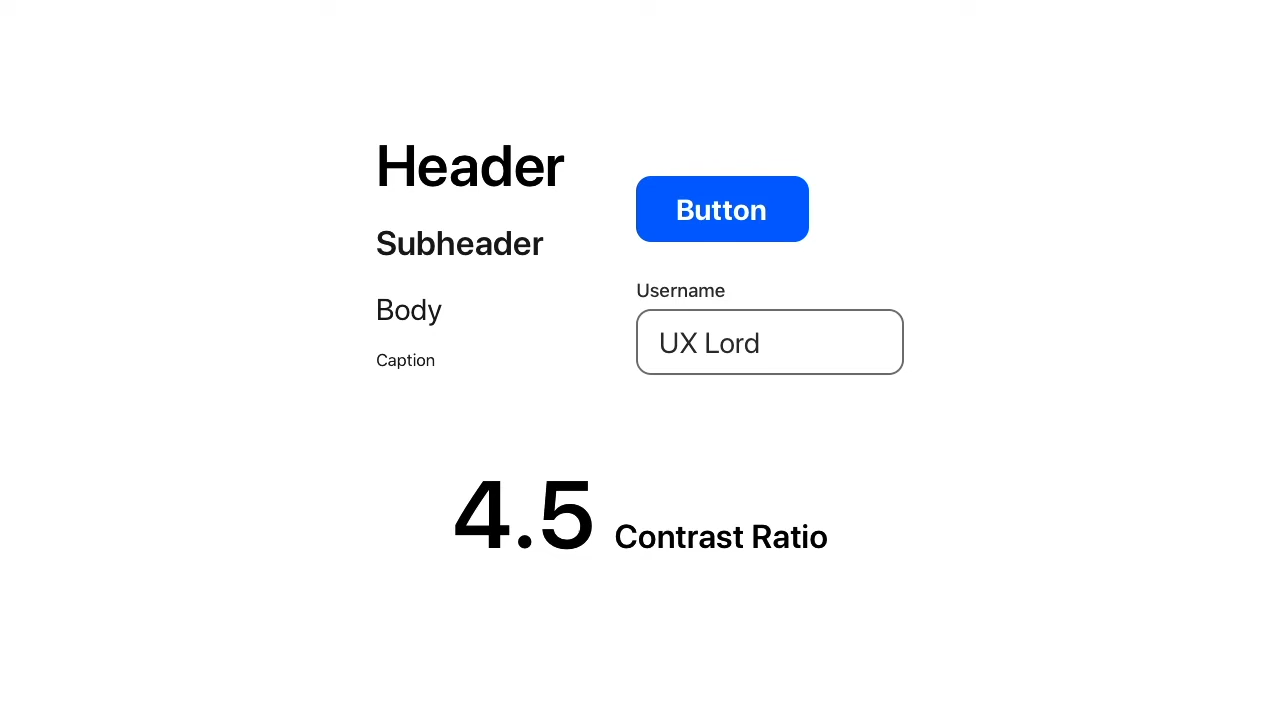 Header
Subheader
Body
Caption
Button
Username
UX Lord
4.5 Contrast Ratio